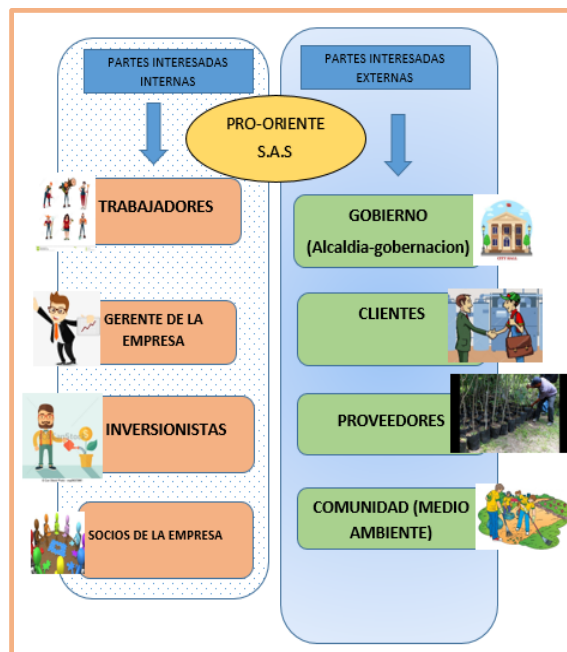 PARTES INTERESADAS
INTERNAS
PARTES INTERESADAS
EXTERNAS
PRO-ORIENTE
S.A.S
TRABAJADORES
GERENTE DE LA
EMPRESA
INVERSIONISTAS
SOCIOS DE LA EMPRESA
GOBIERNO
(Alcaldia-gobernacion)
CLIENTES
PROVEEDORES
COMUNIDAD (MEDIO
AMBIENTE)